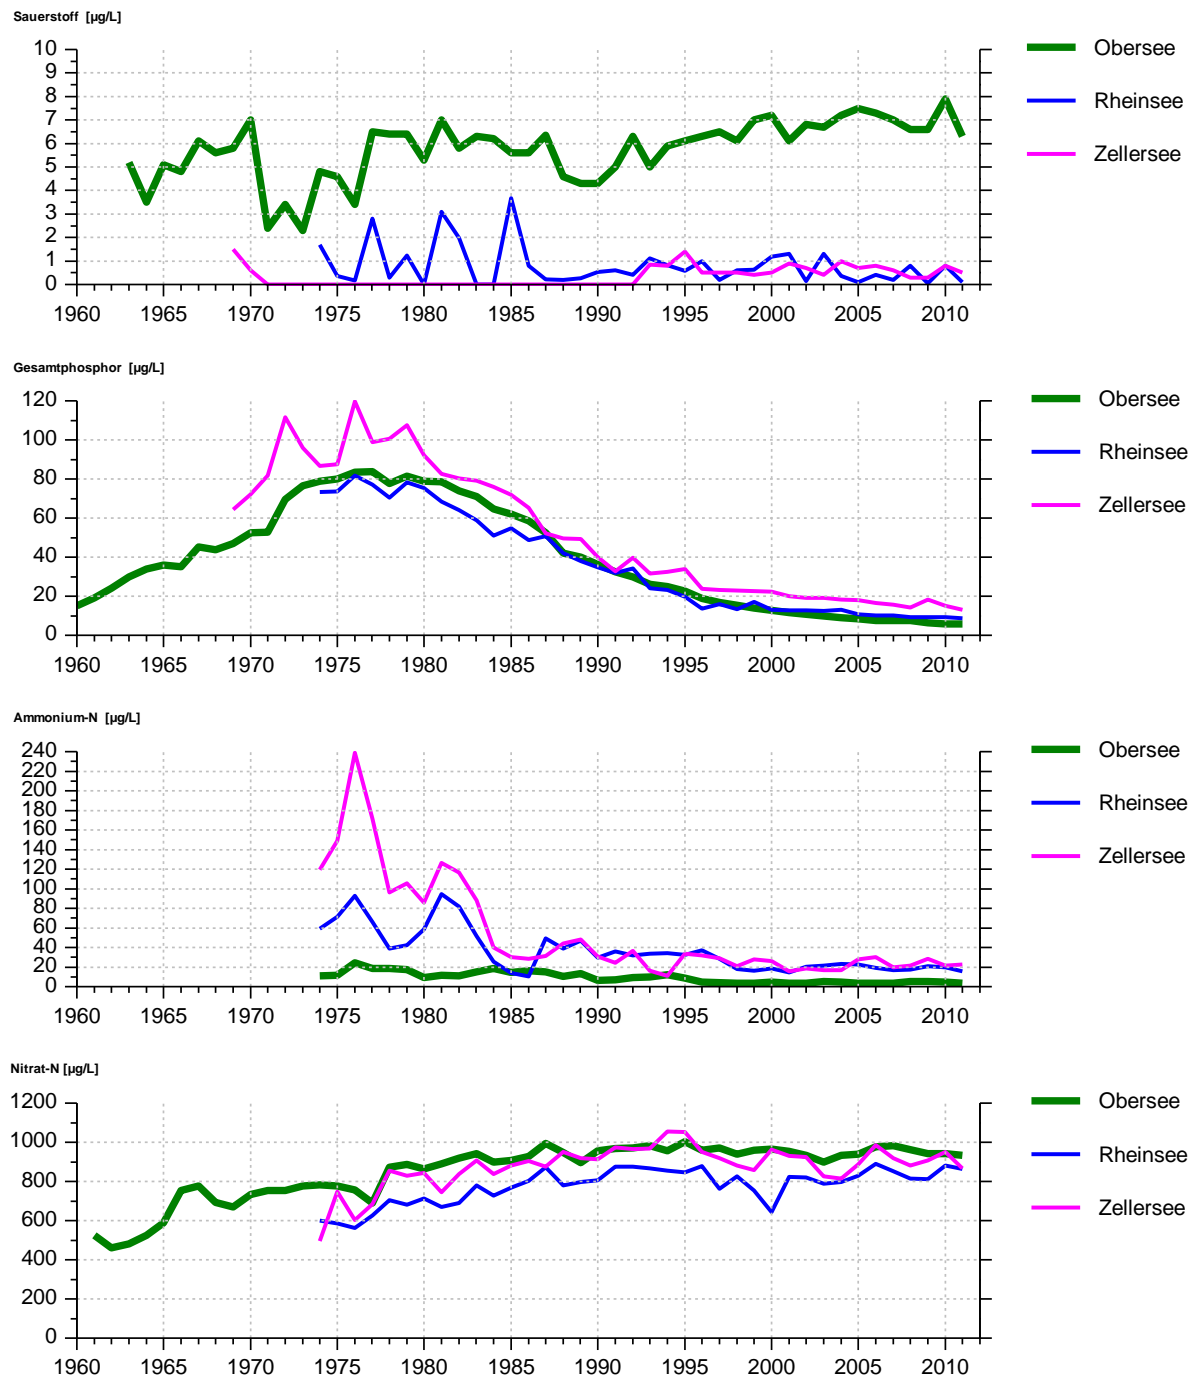 Sauerstoff [µg/L]
10
9
8
7
6
5
4
3
2
1
0
1960 1965 1970 1975 1980 1985 1990 1995 2000 2005 2010
Obersee
Rheinsee
Zellersee
Gesamtphosphor [µg/L]
120
100
80
60
40
20
0
1960 1965 1970 1975 1980 1985 1990 1995 2000 2005 2010
Obersee
Rheinsee
Zellersee
Ammonium-N [µg/L]
240
220
200
180
160
140
120
100
80
60
40
20
0
1960 1965 1970 1975 1980 1985 1990 1995 2000 2005 2010
Obersee
Rheinsee
Zellersee
Nitrat-N [µg/L]
1200
1000
800
600
400
200
0
1960 1965 1970 1975 1980 1985 1990 1995 2000 2005 2010
Obersee
Rheinsee
Zellersee